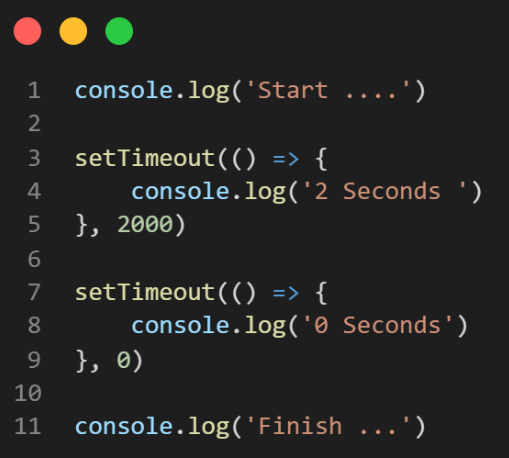 1 console.log('Start ....')
2
3 setTimeout(() => {
4     console.log('2 Seconds ')
5 }, 2000)
6
7 setTimeout(() => {
8     console.log('0 Seconds')
9 }, 0)
10
11 console.log('Finish ...')